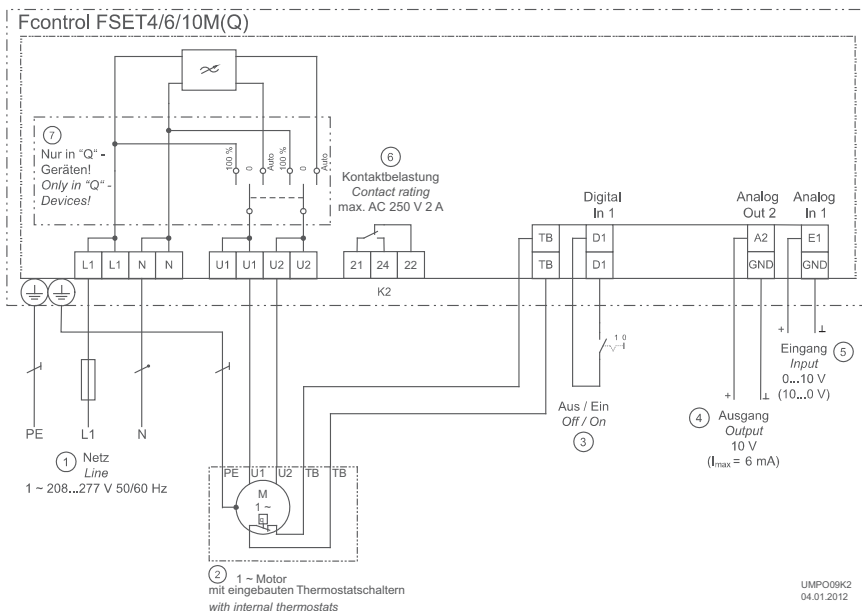 Fcontrol FSET4/6/10M(Q)
7
Nur in "Q" -
Geräten!
Only in "Q" -
Devices!
100 %
0
Auto
100 %
0
Auto
6
Kontaktbelastung
Contact rating
max. AC 250 V 2 A
Digital
In 1
Analog
Out 2
Analog
In 1
TB
D1
A2
E1
L1
L1
N
N
U1
U1
U2
U2
21
24
22
TB
D1
GND
GND
K2
1 0
+
⊥
Eingang
Input
0...10 V
(10...0 V)
5
+
⊥
4
Ausgang
Output
10 V
(Imax = 6 mA)
Aus / Ein
Off / On
3
PE
L1
N
1
Netz
Line
1 ~ 208...277 V 50/60 Hz
PE
U1
U2
TB
TB
M
1 ~
2
1 ~ Motor
mit eingebauten Thermostatschaltern
with internal thermostats
UMPO09K2
04.01.2012